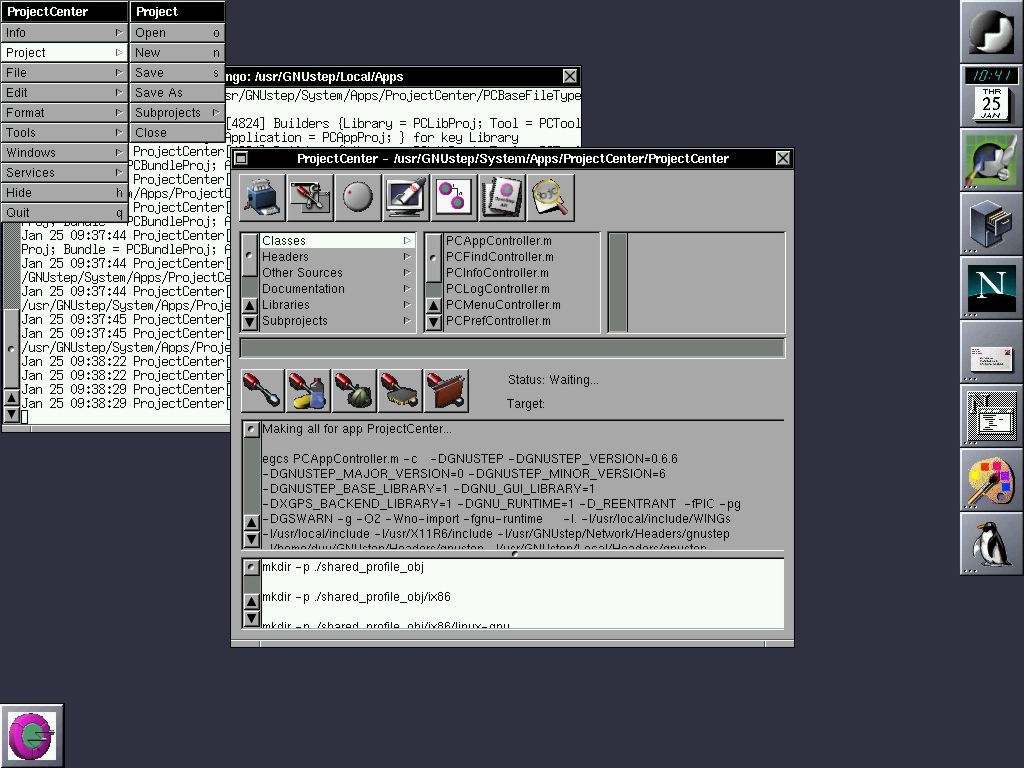 ProjectCenter
Info
Project
File
Edit
Format
Tools
Windows
Services
Hide h
Quit q
Project
Open o
New n
Save s
Save As
Subprojects
Close
ngo: /usr/GNUstep/Local/Apps
sr/GNUstep/System/Apps/ProjectCenter/PCBaseFileType
[4824] Builders {Library = PCLibProj; Tool = PCTool
Application = PCAppProj; } for key Library
ProjectCenter[
PCBundleProj; A
ProjectCenter[
/Apps/ProjectCe
ProjectCenter[
Proj; Bundle = PCBundleProj; A
Jan 25 09:37:44 ProjectCenter[
Proj; Bundle = PCBundleProj; A
Jan 25 09:37:44 ProjectCenter[
/GNUstep/System/Apps/ProjectCe
Jan 25 09:37:44 ProjectCenter[
/usr/GNUstep/System/Apps/Proje
Jan 25 09:37:45 ProjectCenter[
Jan 25 09:37:45 ProjectCenter[
/usr/GNUstep/System/Apps/Proje
Jan 25 09:38:22 ProjectCenter[
Jan 25 09:38:22 ProjectCenter[
Jan 25 09:38:29 ProjectCenter[
Jan 25 09:38:29 ProjectCenter[
ProjectCenter - /usr/GNUstep/System/Apps/ProjectCenter/ProjectCenter
Classes
Headers
Other Sources
Documentation
Libraries
Subprojects
PCAppController.m
PCFindController.m
PCInfoController.m
PCLogController.m
PCMenuController.m
PCPrefController.m
Status: Waiting...
Target:
Making all for app ProjectCenter...
egcs PCAppController.m -c -DGNUSTEP -DGNUSTEP_VERSION=0.6.6
-DGNUSTEP_MAJOR_VERSION=0 -DGNUSTEP_MINOR_VERSION=6
-DGNUSTEP_BASE_LIBRARY=1 -DGNU_GUI_LIBRARY=1
-DXGPS_BACKEND_LIBRARY=1 -DGNU_RUNTIME=1 -D_REENTRANT -fPIC -pg
-DGSWARN -g -O2 -Wno-import -fgnu-runtime -I. -I/usr/local/include/WINGs
-I/usr/local/include -I/usr/X11R6/include -I/usr/GNUstep/Network/Headers/gnustep
mkdir -p ./shared_profile_obj
mkdir -p ./shared_profile_obj/ix86
mkdir -p ./shared_profile_obj/ix86/linux-gnu
10:41
THR
25
JAN
N